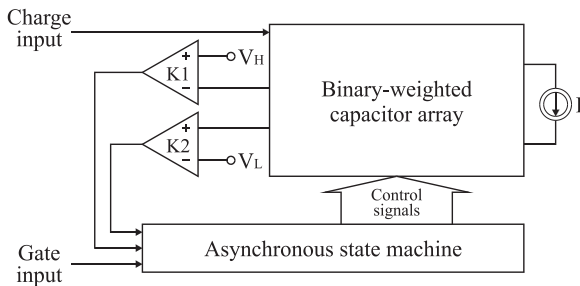 Charge
input
+
K1
−
V_H
Binary-weighted
capacitor array
I
+
K2
−
V_L
Control
signals
Asynchronous state machine
Gate
input